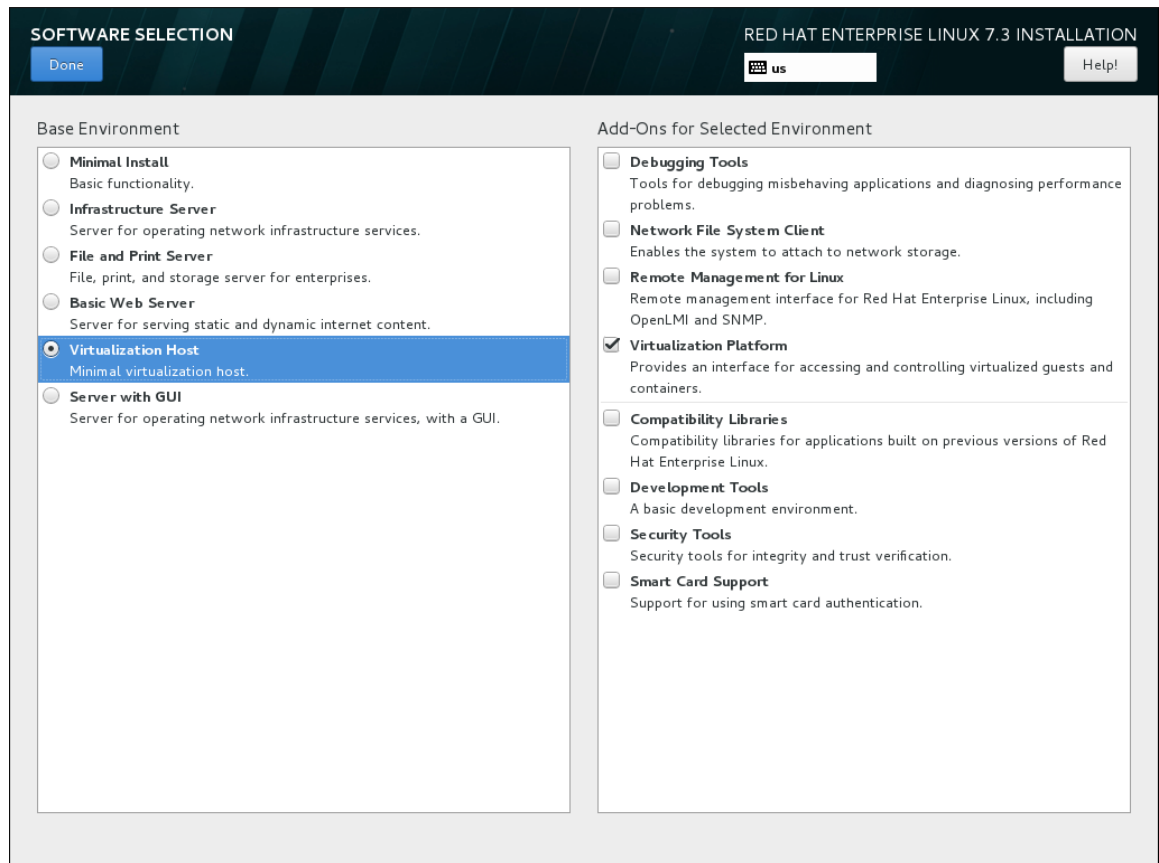 SOFTWARE SELECTION
RED HAT ENTERPRISE LINUX 7.3 INSTALLATION
Done
us
Help!
Base Environment
Minimal Install
Basic functionality.
Infrastructure Server
Server for operating network infrastructure services.
File and Print Server
File, print, and storage server for enterprises.
Basic Web Server
Server for serving static and dynamic internet content.
Virtualization Host
Minimal virtualization host.
Server with GUI
Server for operating network infrastructure services, with a GUI.
Add-Ons for Selected Environment
Debugging Tools
Tools for debugging misbehaving applications and diagnosing performance
problems.
Network File System Client
Enables the system to attach to network storage.
Remote Management for Linux
Remote management interface for Red Hat Enterprise Linux, including
OpenLMI and SNMP.
Virtualization Platform
Provides an interface for accessing and controlling virtualized guests and
containers.
Compatibility Libraries
Compatibility libraries for applications built on previous versions of Red
Hat Enterprise Linux.
Development Tools
A basic development environment.
Security Tools
Security tools for integrity and trust verification.
Smart Card Support
Support for using smart card authentication.